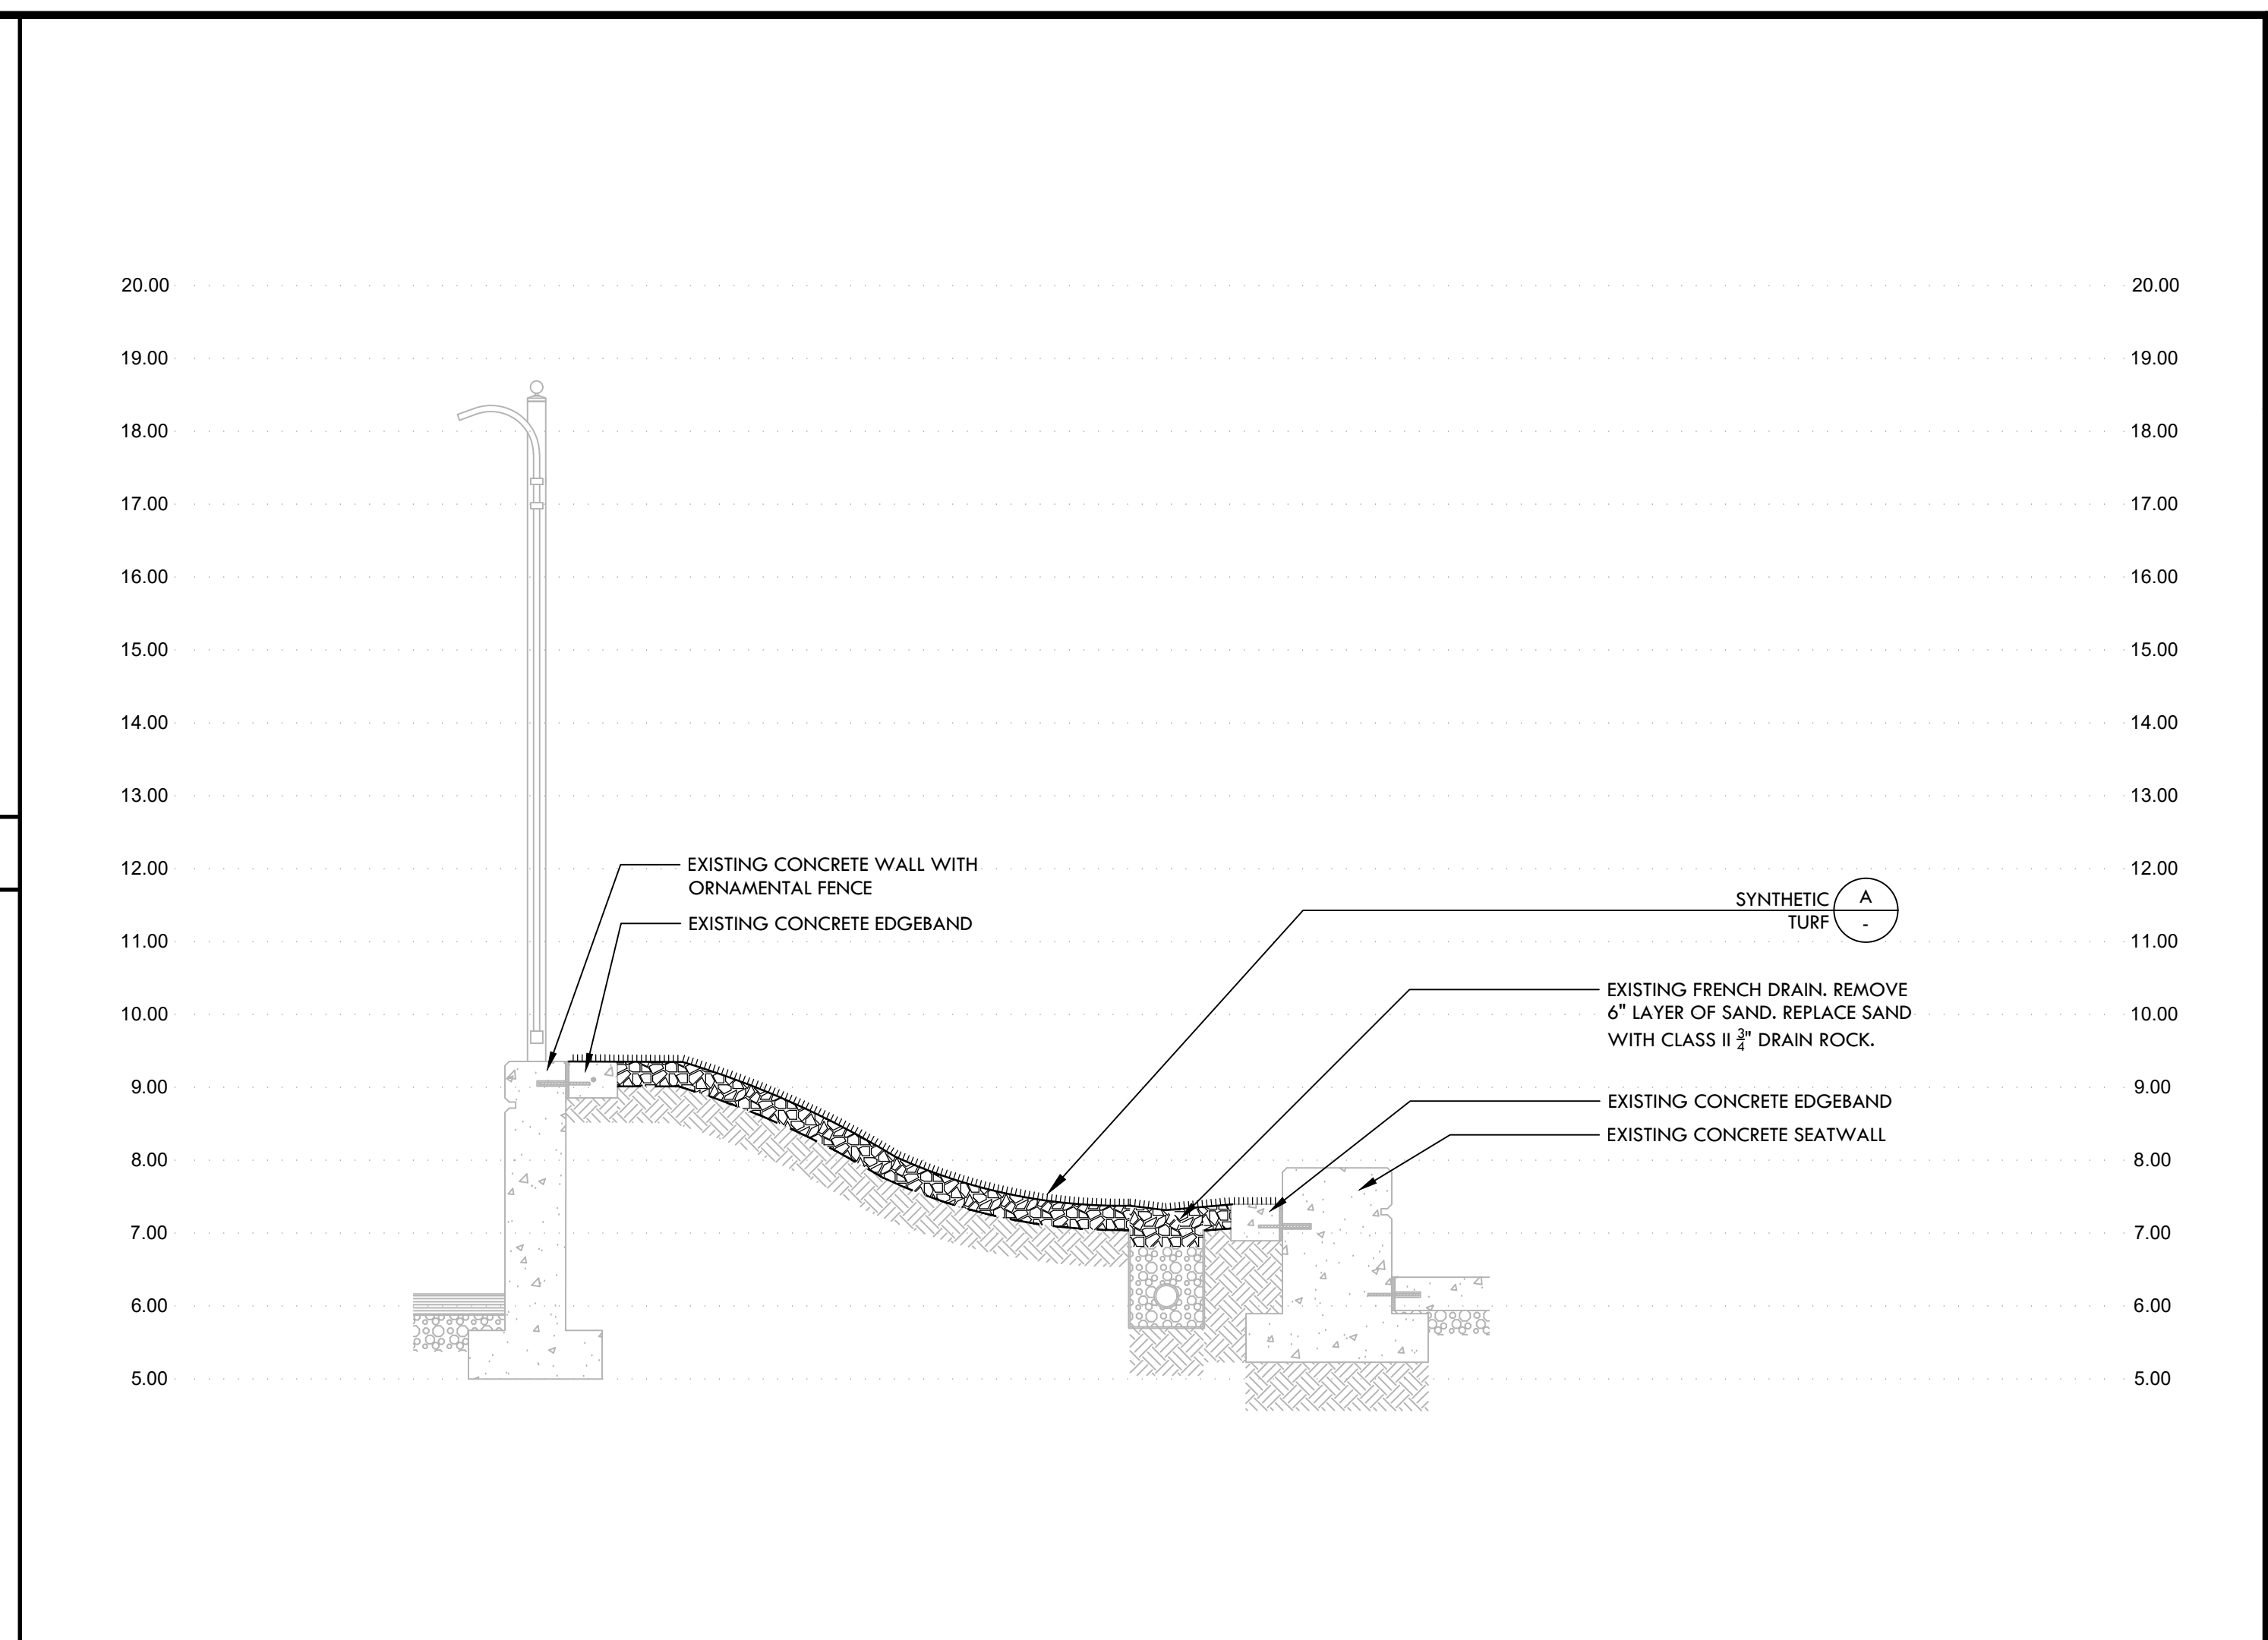 20.00 20.00
19.00 19.00
18.00 18.00
17.00 17.00
16.00 16.00
15.00 15.00
14.00 14.00
13.00 13.00
12.00 12.00
EXISTING CONCRETE WALL WITH
ORNAMENTAL FENCE
EXISTING CONCRETE EDGEBAND
SYNTHETIC A
TURF -
11.00 11.00
EXISTING FRENCH DRAIN. REMOVE
6" LAYER OF SAND. REPLACE SAND
WITH CLASS II 3/4" DRAIN ROCK.
10.00 10.00
9.00 9.00
EXISTING CONCRETE EDGEBAND
EXISTING CONCRETE SEATWALL
8.00 8.00
7.00 7.00
6.00 6.00
5.00 5.00